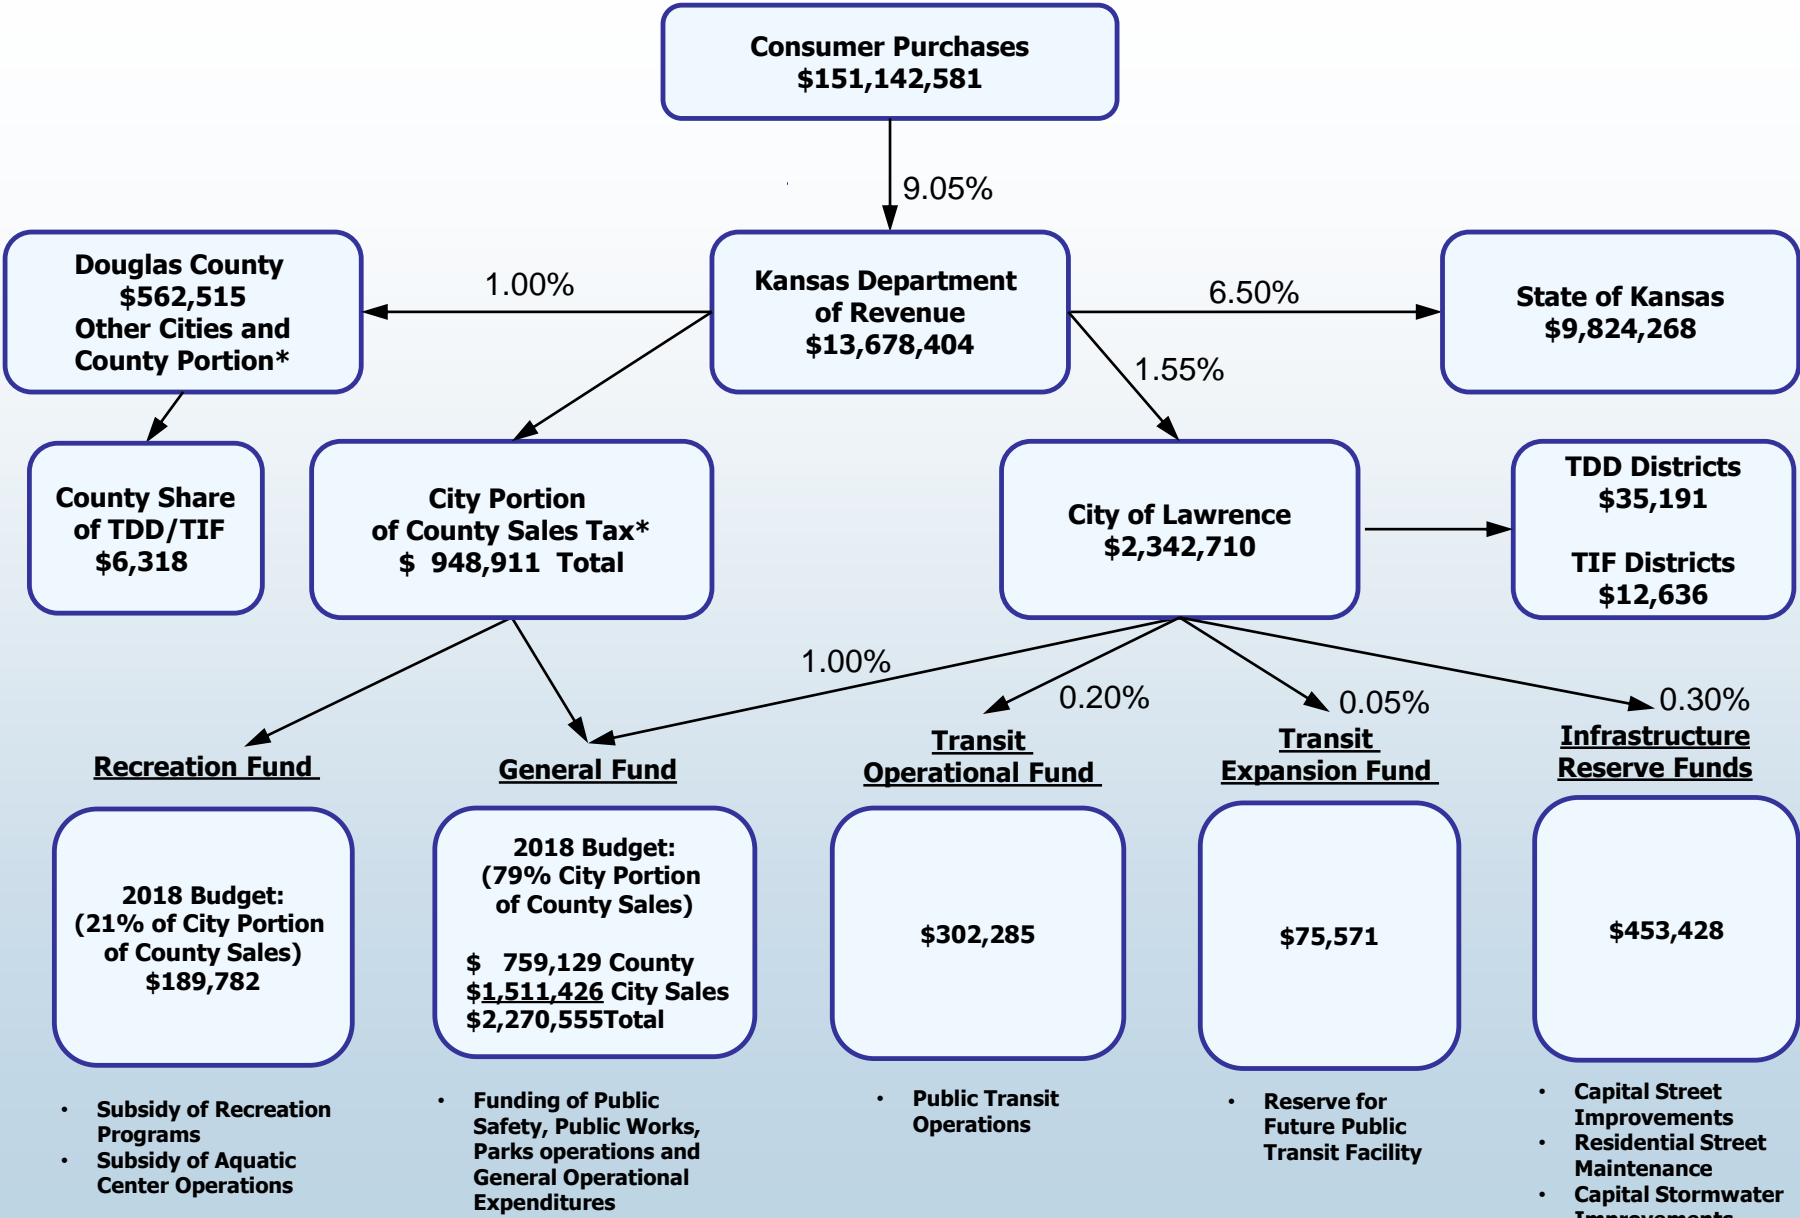 Consumer Purchases
$151,142,581
9.05%
Douglas County
$562,515
Other Cities and
County Portion*
1.00%
Kansas Department
of Revenue
$13,678,404
6.50%
State of Kansas
$9,824,268
1.55%
County Share
of TDD/TIF
$6,318
City Portion
of County Sales Tax*
$ 948,911 Total
City of Lawrence
$2,342,710
TDD Districts
$35,191
TIF Districts
$12,636
1.00%
0.20%
0.05%
0.30%
Recreation Fund
General Fund
Transit
Operational Fund
Transit
Expansion Fund
Infrastructure
Reserve Funds
2018 Budget:
(21% of City Portion
of County Sales)
$189,782
2018 Budget:
(79% City Portion
of County Sales)
$ 759,129 County
$1,511,426 City Sales
$2,270,555Total
$302,285
$75,571
$453,428
• Subsidy of Recreation
Programs
• Subsidy of Aquatic
Center Operations
• Funding of Public
Safety, Public Works,
Parks operations and
General Operational
Expenditures
• Public Transit
Operations
• Reserve for
Future Public
Transit Facility
• Capital Street
Improvements
• Residential Street
Maintenance
• Capital Stormwater
Improvements